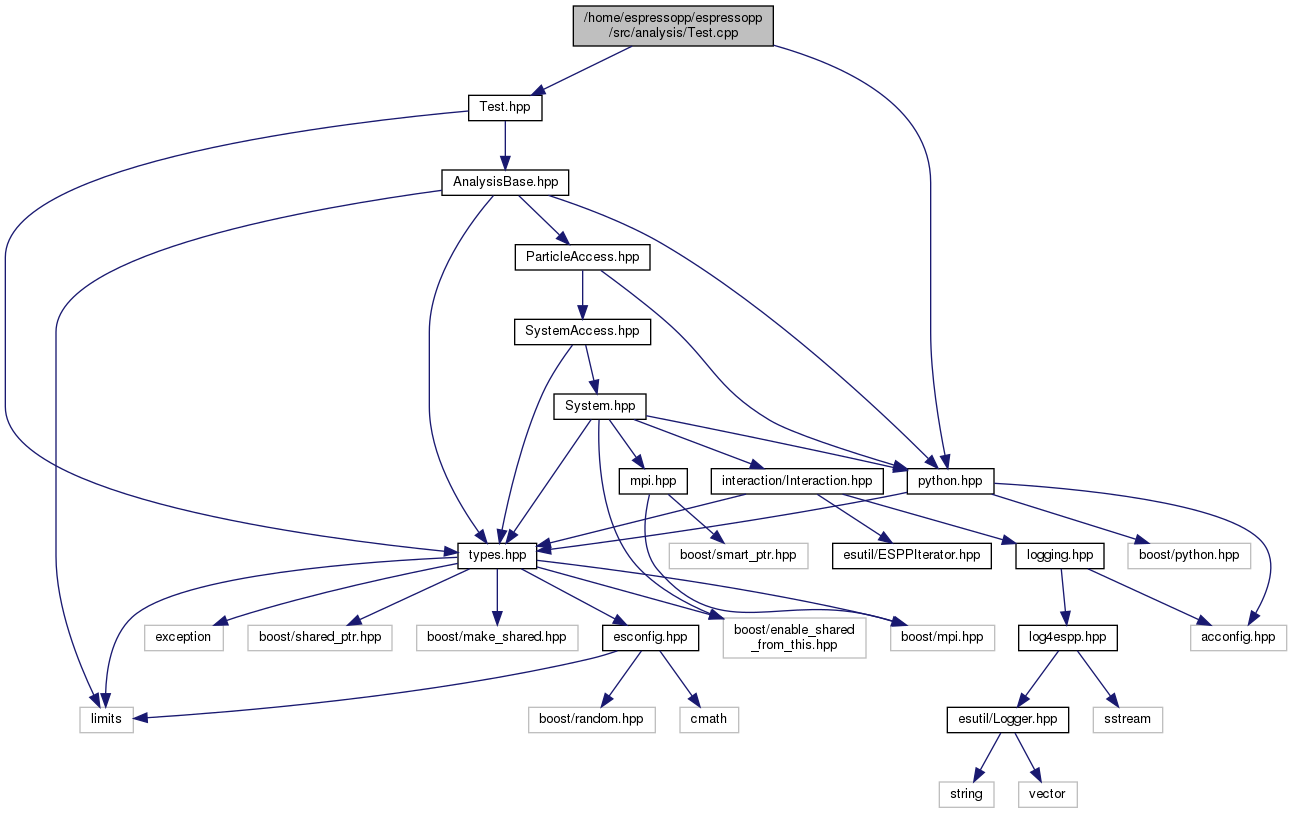 /home/espressopp/espressopp
/src/analysis/Test.cpp
Test.hpp
AnalysisBase.hpp
ParticleAccess.hpp
SystemAccess.hpp
System.hpp
mpi.hpp
interaction/Interaction.hpp
python.hpp
types.hpp
boost/smart_ptr.hpp
esutil/ESPPIterator.hpp
logging.hpp
boost/python.hpp
exception
boost/shared_ptr.hpp
boost/make_shared.hpp
esconfig.hpp
boost/enable_shared
_from_this.hpp
boost/mpi.hpp
log4espp.hpp
acconfig.hpp
limits
boost/random.hpp
cmath
esutil/Logger.hpp
sstream
string
vector